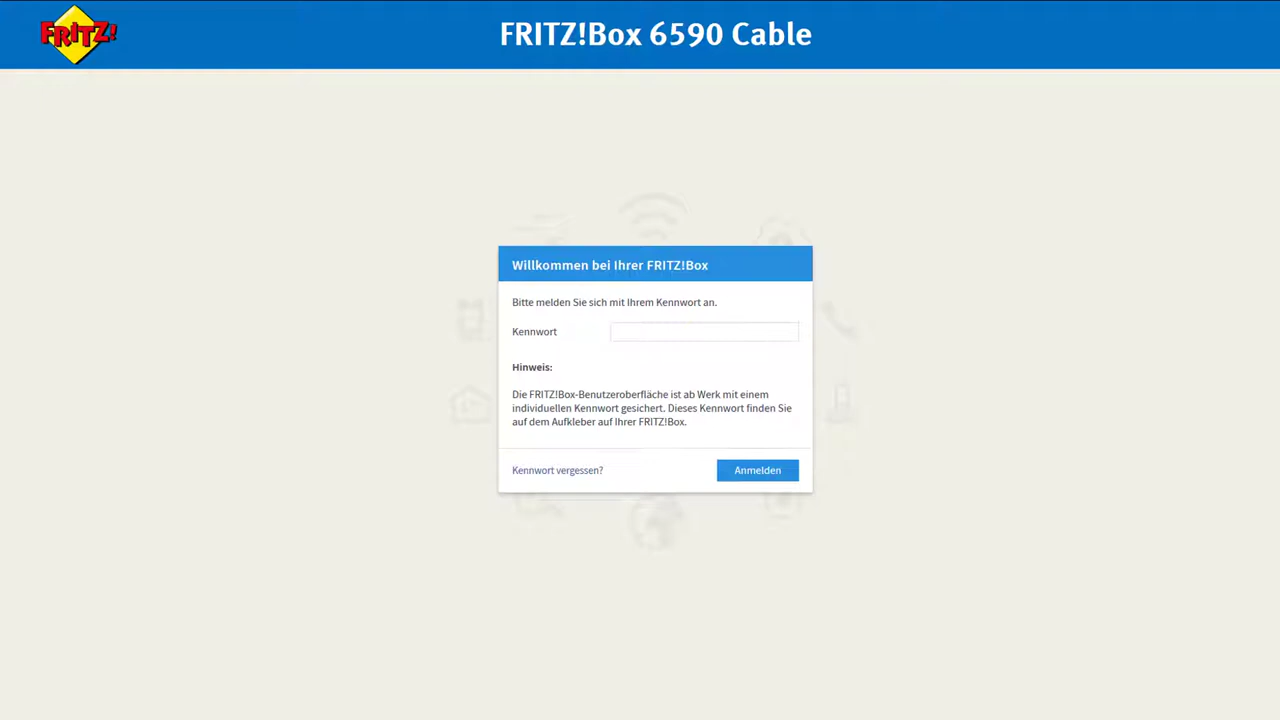 FRITZ!
FRITZ!Box 6590 Cable
Willkommen bei Ihrer FRITZ!Box
Bitte melden Sie sich mit Ihrem Kennwort an.
Kennwort
Hinweis:
Die FRITZ!Box-Benutzeroberfläche ist ab Werk mit einem
individuellen Kennwort gesichert. Dieses Kennwort finden Sie
auf dem Aufkleber auf Ihrer FRITZ!Box.
Kennwort vergessen?
Anmelden